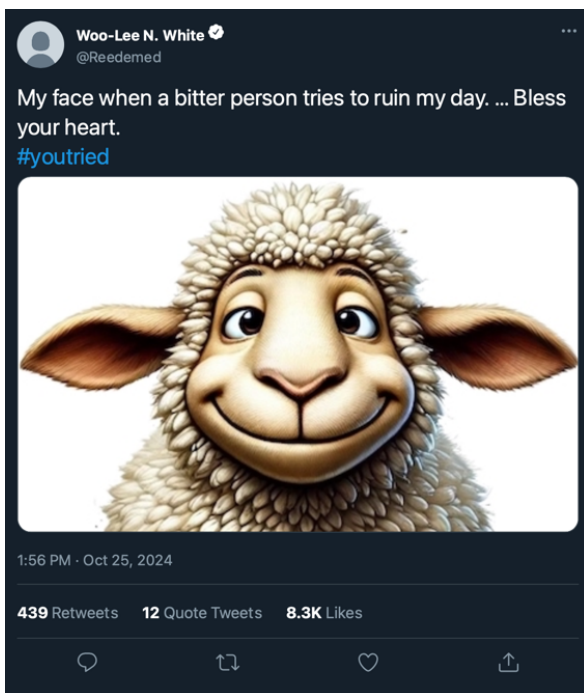 Woo-Lee N. White
@Reedemed
My face when a bitter person tries to ruin my day. ... Bless
your heart.
#youtried
1:56 PM · Oct 25, 2024
439 Retweets 12 Quote Tweets 8.3K Likes